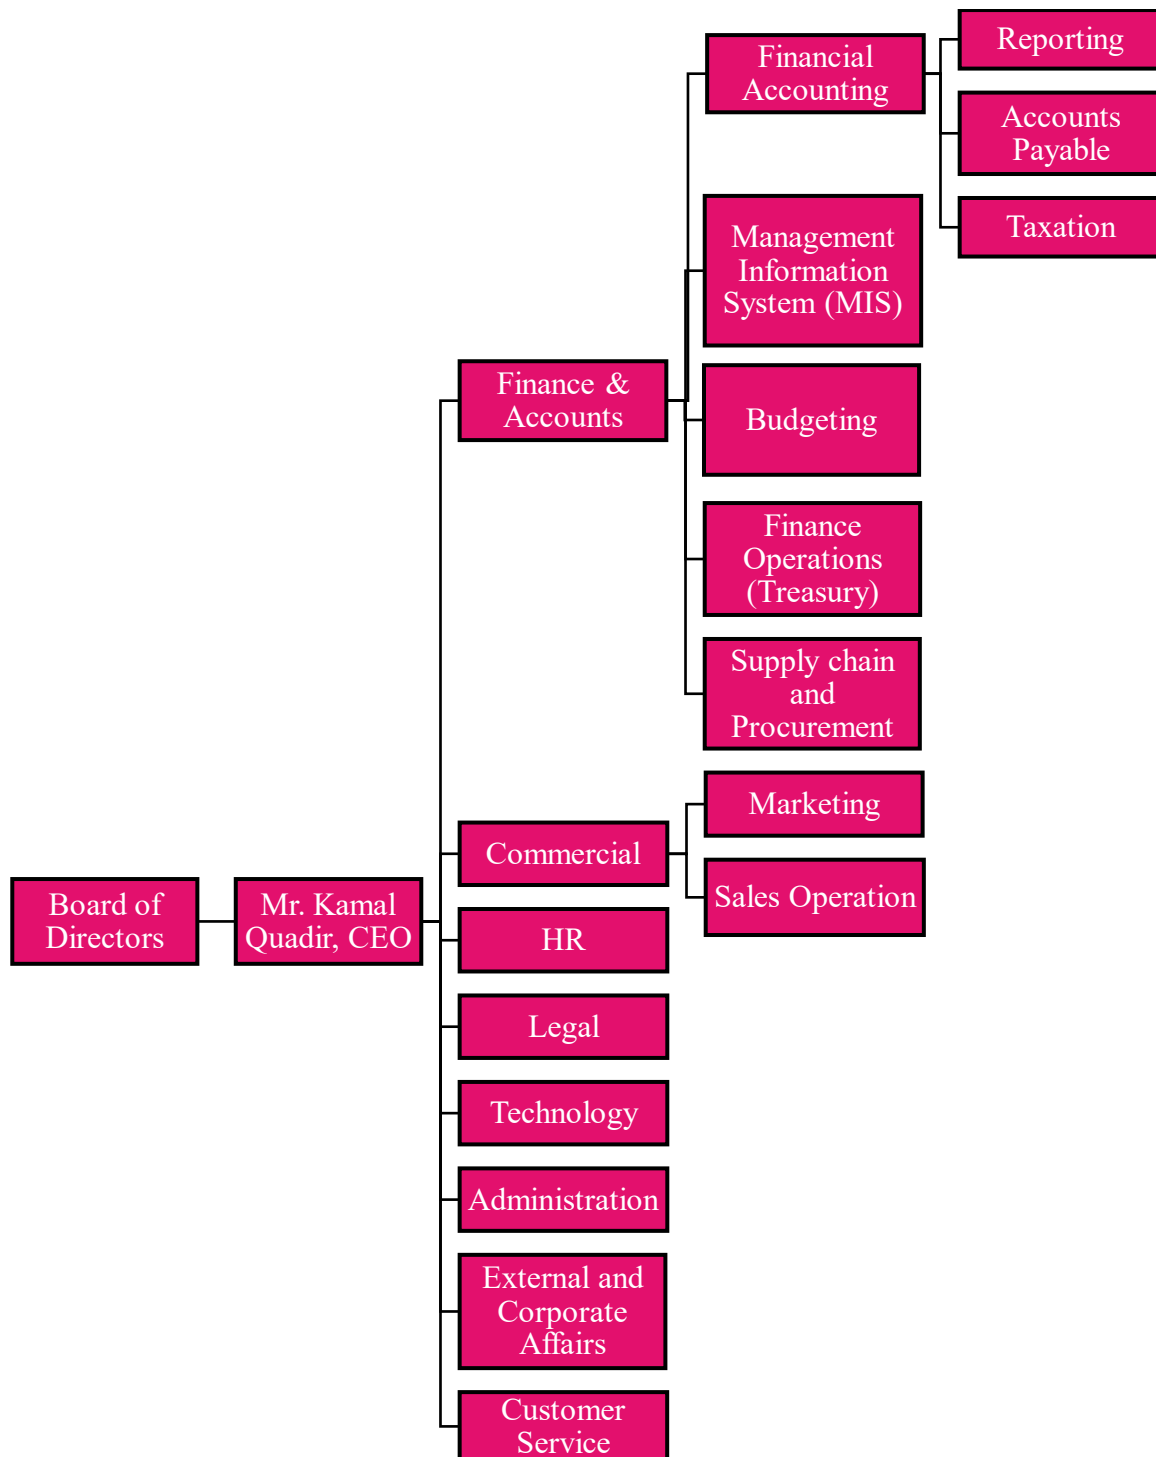 Board of
Directors
Mr. Kamal
Quadir, CEO
Finance &
Accounts
Financial
Accounting
Reporting
Accounts
Payable
Taxation
Management
Information
System (MIS)
Budgeting
Finance
Operations
(Treasury)
Supply chain
and
Procurement
Commercial
Marketing
Sales Operation
HR
Legal
Technology
Administration
External and
Corporate
Affairs
Customer
Service